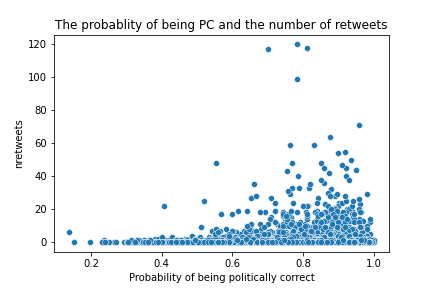 The probablity of being PC and the number of retweets
120
100
80
60
40
20
0
nretweets
0.2 0.4 0.6 0.8 1.0
Probability of being politically correct